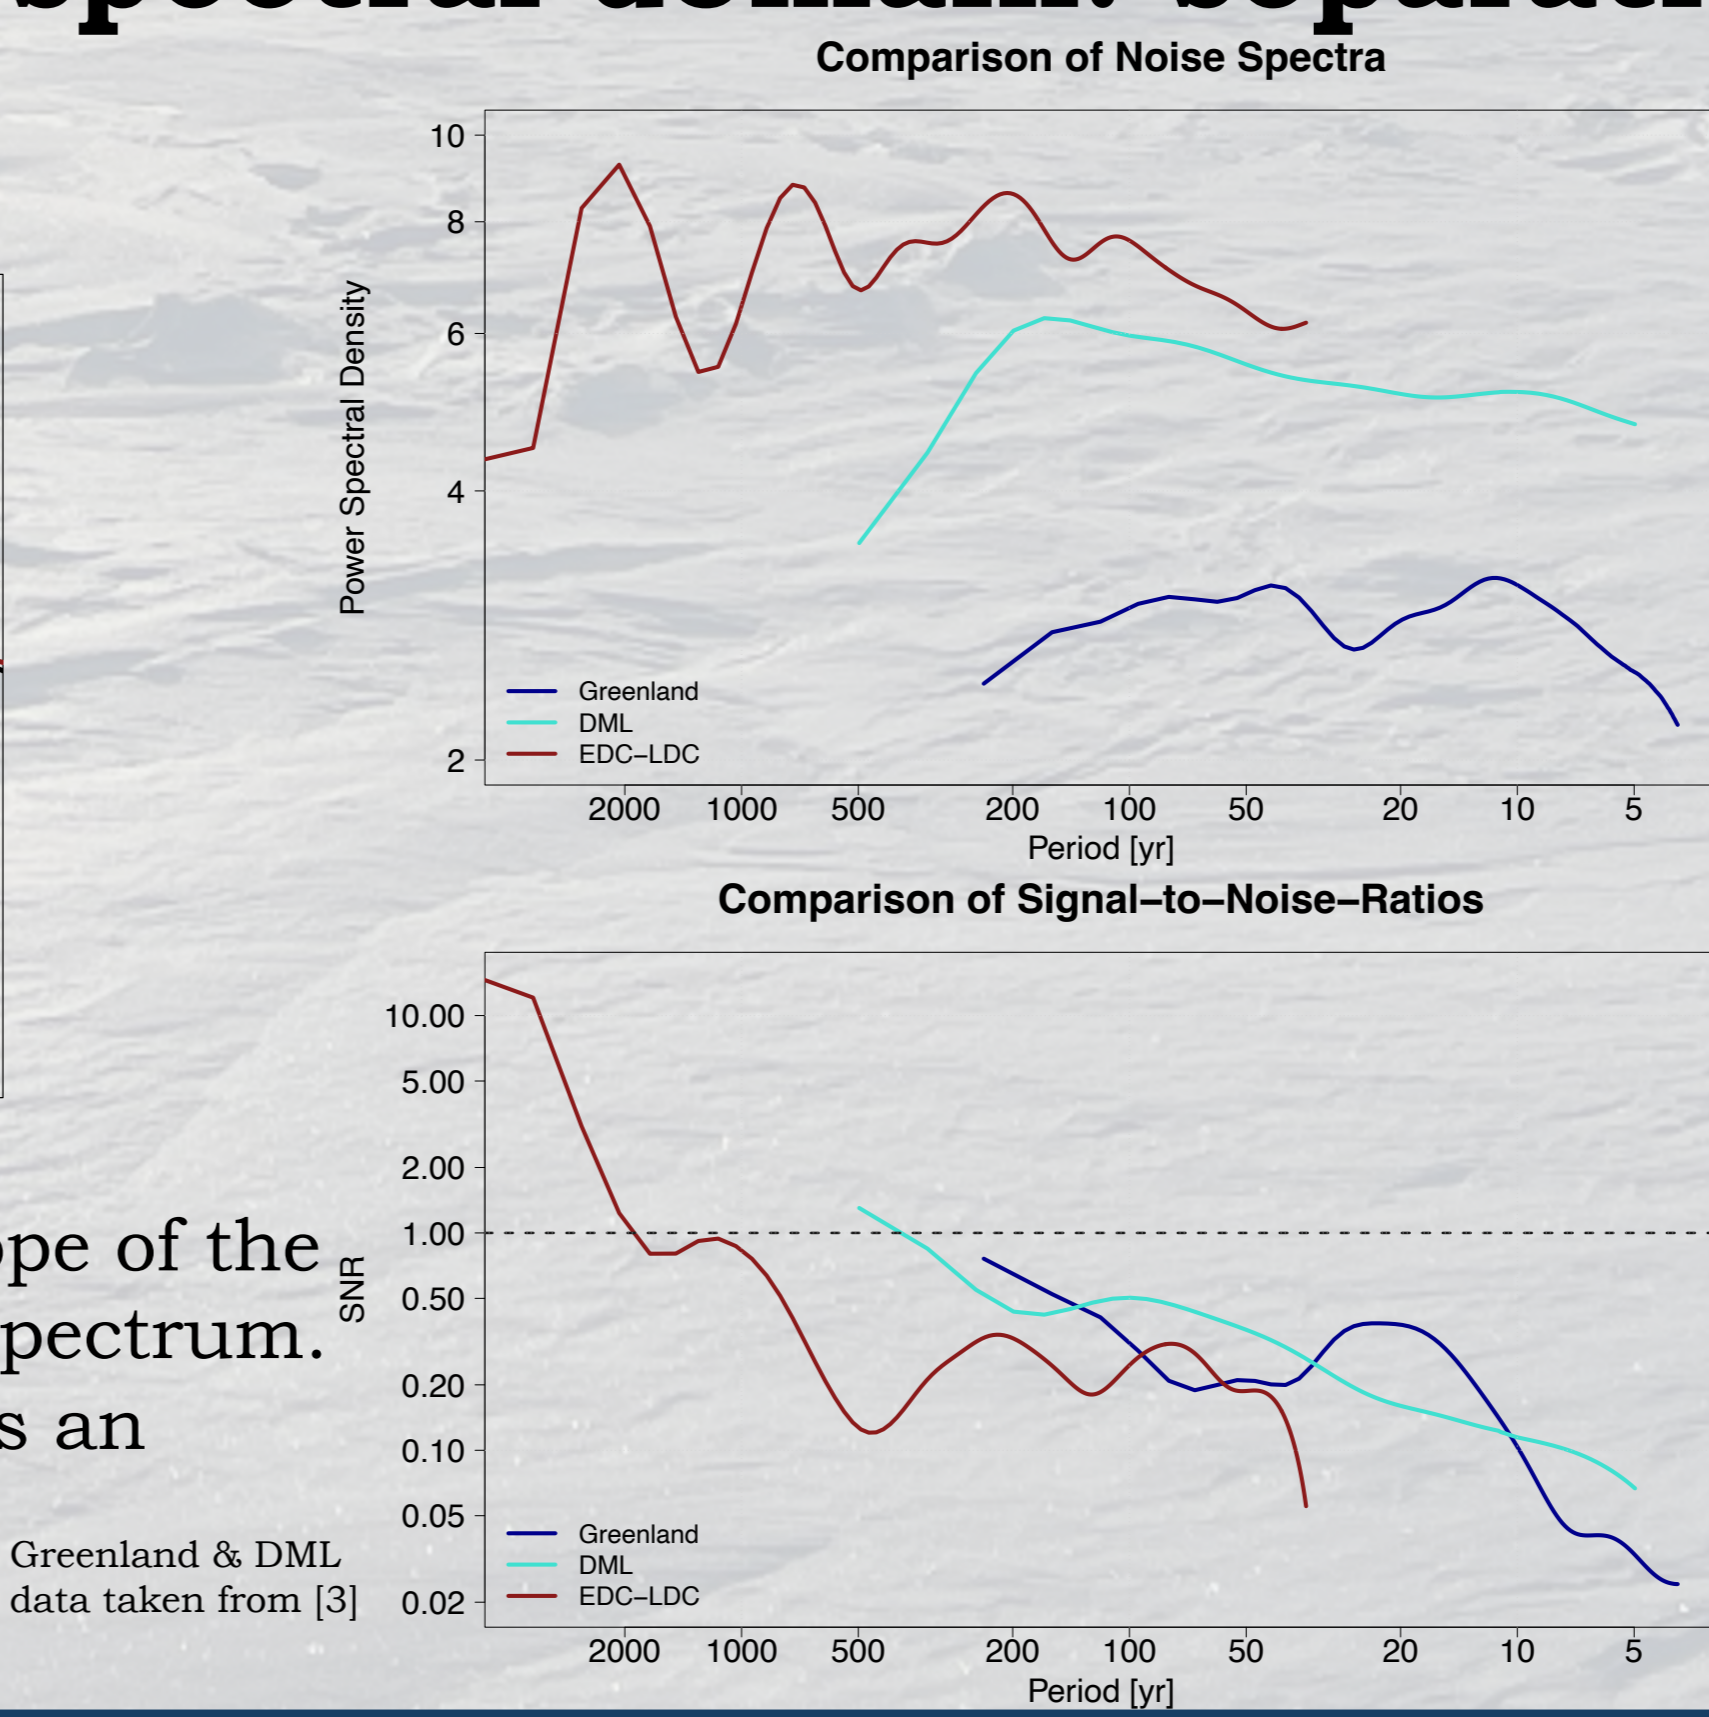 spectral domain: separati
Comparison of Noise Spectra
10
8
6
4
2
Power Spectral Density
Greenland
DML
EDC–LDC
2000 1000 500 200 100 50 20 10 5
Period [yr]
Comparison of Signal–to–Noise–Ratios
10.00
5.00
2.00
1.00
0.50
0.20
0.10
0.05
0.02
SNR
Greenland
DML
EDC–LDC
2000 1000 500 200 100 50 20 10 5
Period [yr]
ope of the
pectrum.
s an
Greenland & DML
data taken from [3]